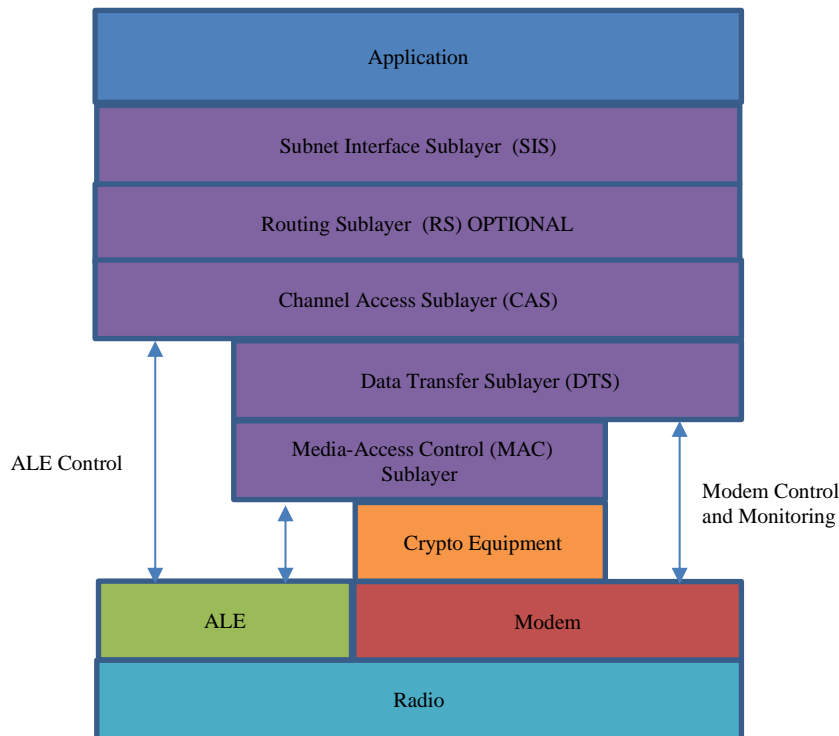 Application
Subnet Interface Sublayer (SIS)
Routing Sublayer (RS) OPTIONAL
Channel Access Sublayer (CAS)
Data Transfer Sublayer (DTS)
ALE Control
Media-Access Control (MAC)
Sublayer
Modem Control
and Monitoring
Crypto Equipment
ALE
Modem
Radio